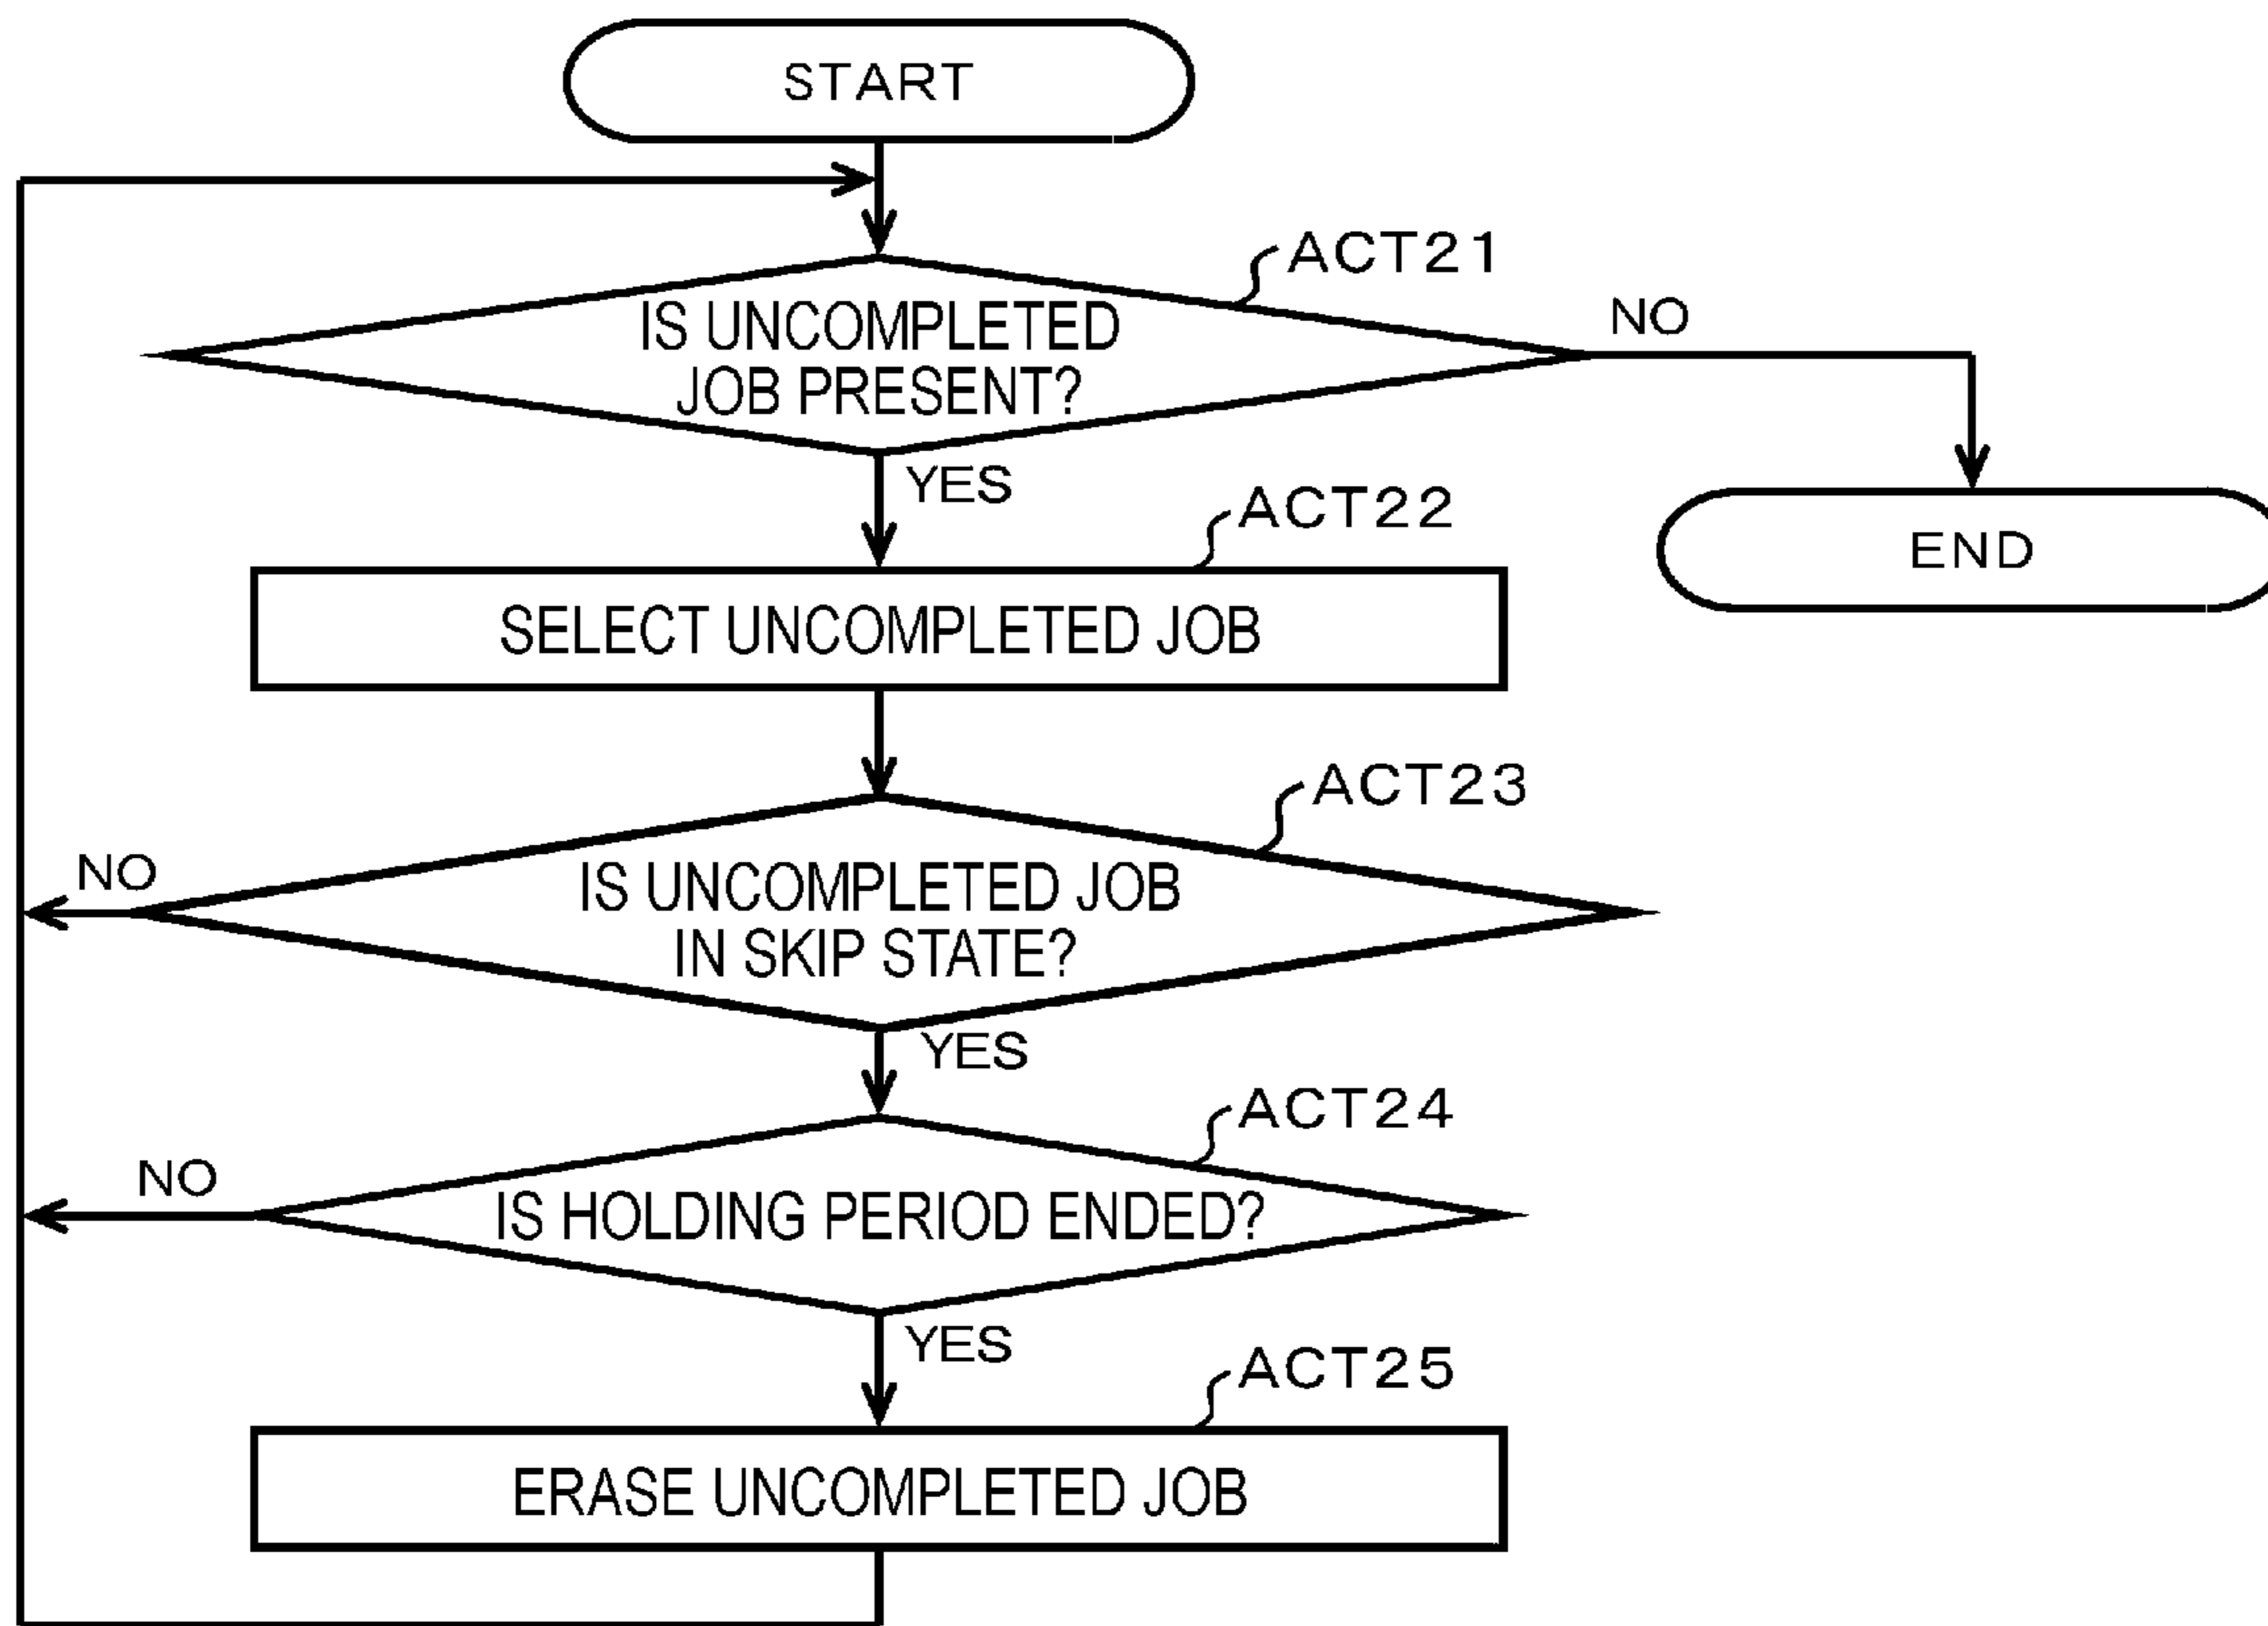 START
ACT21
IS UNCOMPLETED
JOB PRESENT?
NO
YES
ACT22
END
SELECT UNCOMPLETED JOB
ACT23
NO
IS UNCOMPLETED JOB
IN SKIP STATE?
YES
ACT24
NO
IS HOLDING PERIOD ENDED?
YES
ACT25
ERASE UNCOMPLETED JOB